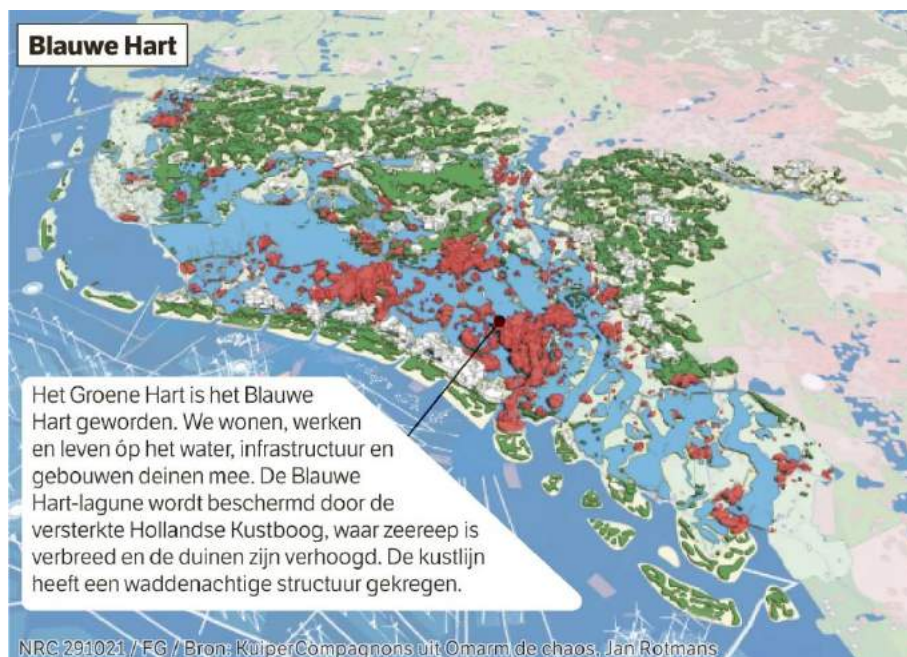 Blauwe Hart
Het Groene Hart is het Blauwe
Hart geworden. We wonen, werken
en leven óp het water, infrastructuur en
gebouwen deinen mee. De Blauwe
Hart-lagune wordt beschermd door de
versterkte Hollandse Kustboog, waar zeereep is
verbreed en de duinen zijn verhoogd. De kustlijn
heeft een waddenachtige structuur gekregen.
NRC 291021 / FG / Bron: KuiperCompagnons uit Omarm de chaos, Jan Rotmans